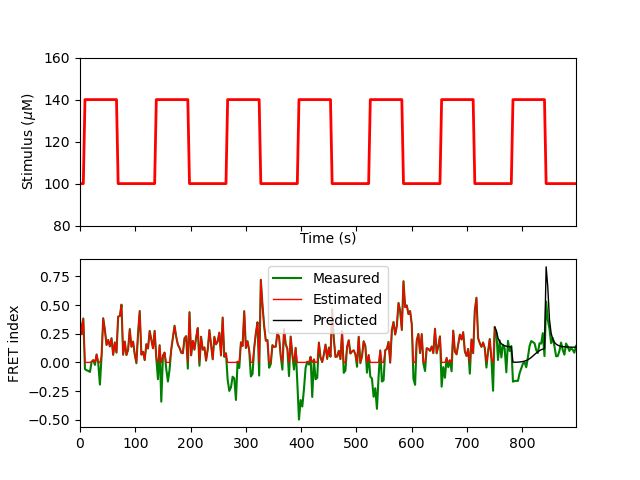 160
140
120
100
80
Stimulus (μM)
Time (s)
Measured
Estimated
Predicted
0.75
0.50
0.25
0.00
−0.25
−0.50
FRET index
0 100 200 300 400 500 600 700 800